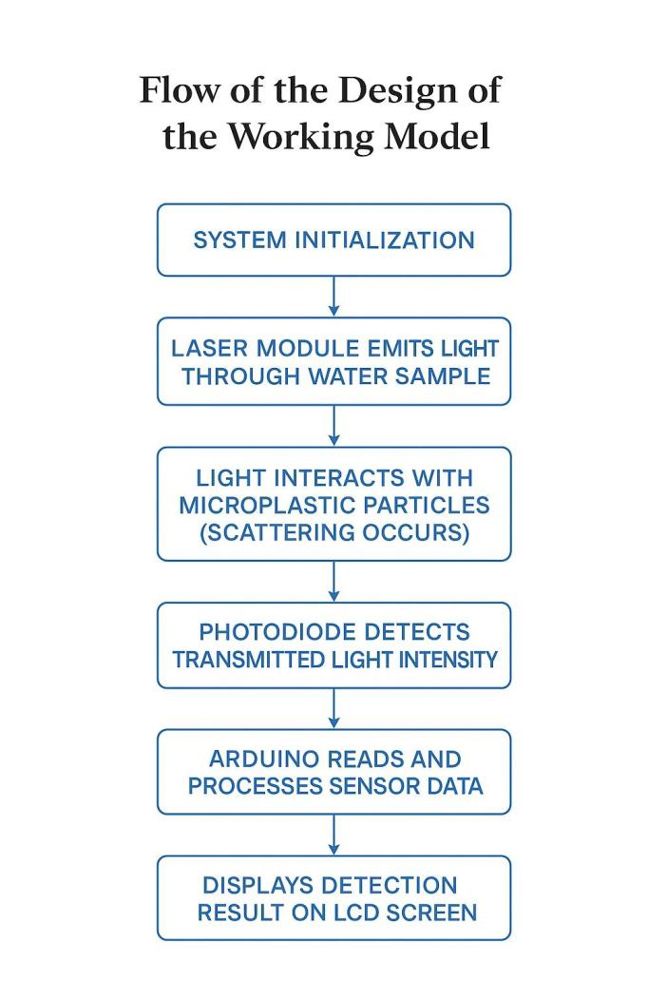 Flow of the Design of
the Working Model
SYSTEM INITIALIZATION
LASER MODULE EMITS LIGHT
THROUGH WATER SAMPLE
LIGHT INTERACTS WITH
MICROPLASTIC PARTICLES
(SCATTERING OCCURS)
PHOTODIODE DETECTS
TRANSMITTED LIGHT INTENSITY
ARDUINO READS AND
PROCESSES SENSOR DATA
DISPLAYS DETECTION
RESULT ON LCD SCREEN